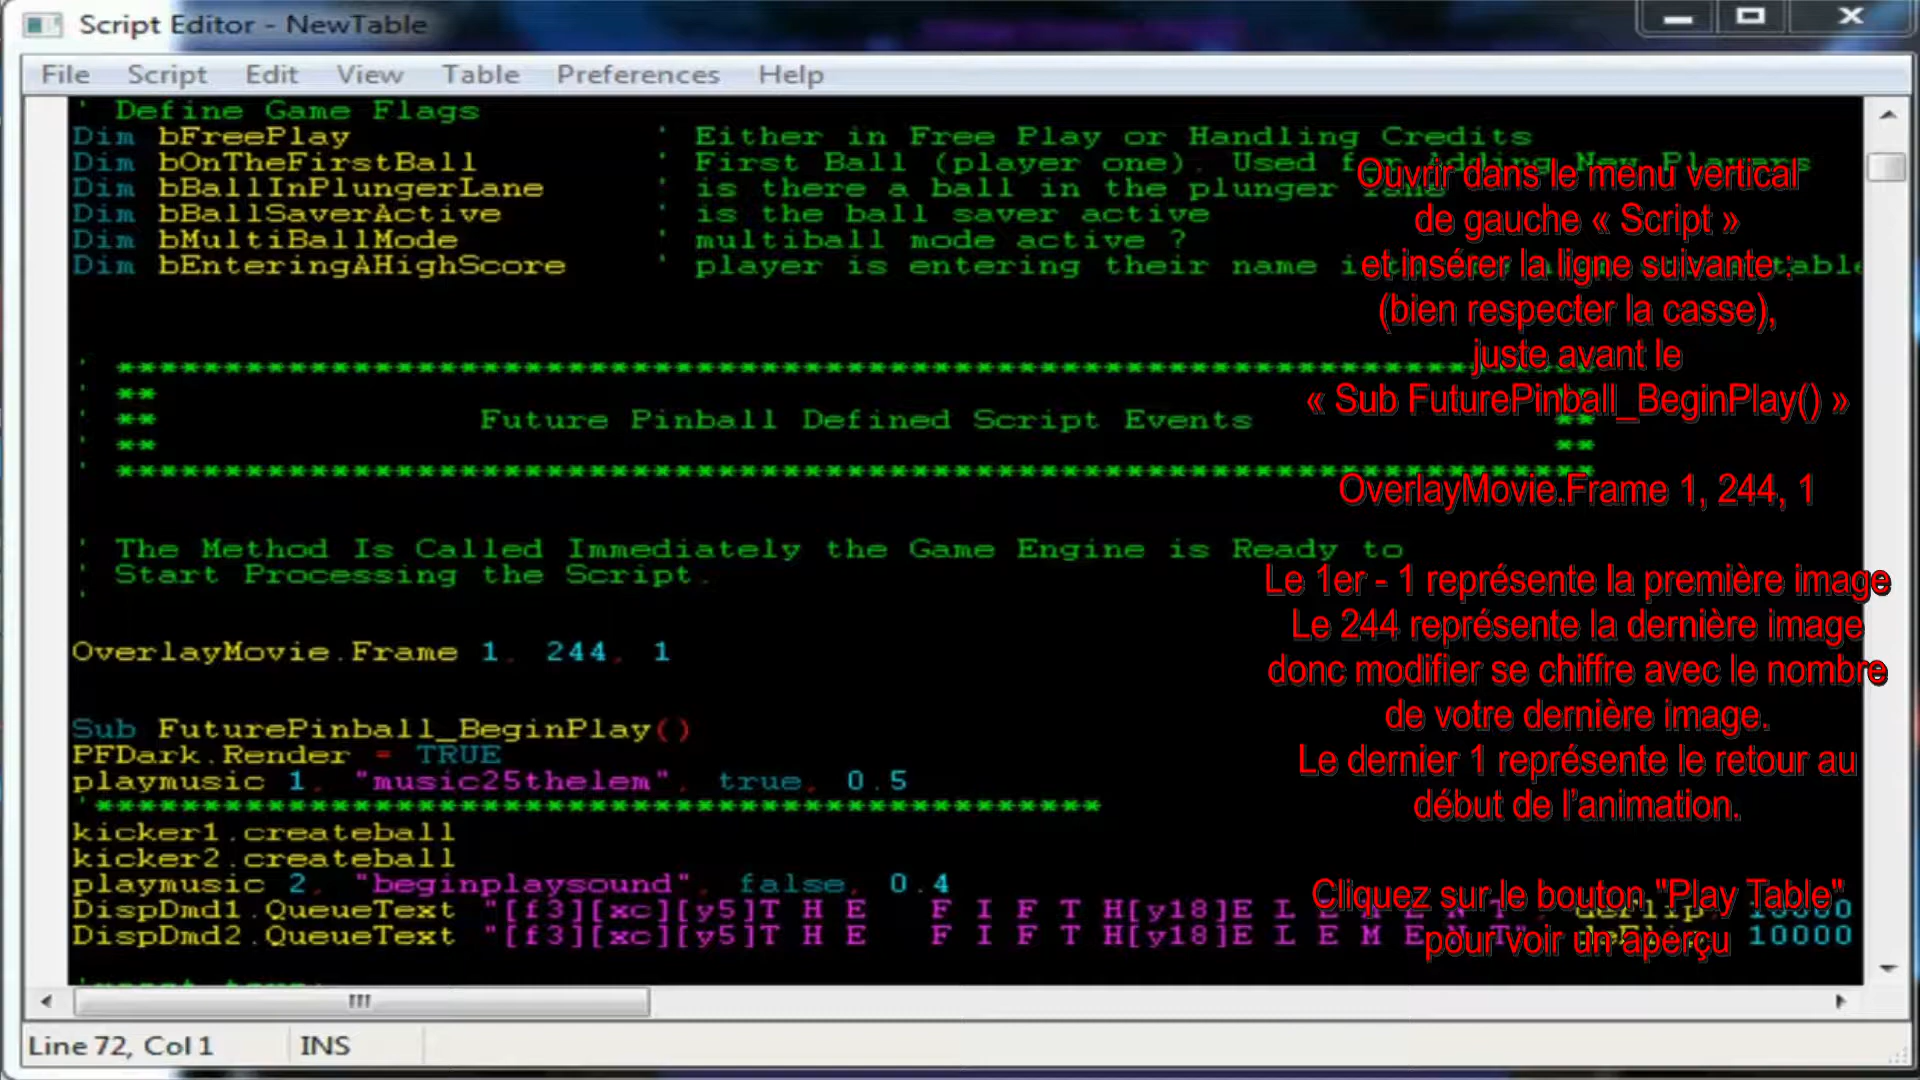 Script Editor - NewTable
File Script Edit View Table Preferences Help
' Define Game Flags
Dim bFreePlay ' Either in Free Play or Handling Credits
Dim bOnTheFirstBall ' First Ball (player one). Used for Adding New Players
Dim bBallInPlungerLane ' is there a ball in the plunger lane
Dim bBallSaverActive ' is the ball saver active
Dim bMultiBallMode ' multiball mode active ?
Dim bEnteringAHighScore ' player is entering their name
Ouvrir dans le menu vertical
de gauche « Script »
et insérer la ligne suivante :
(bien respecter la casse),
juste avant le
« Sub FuturePinball_BeginPlay() »
OverlayMovie.Frame 1, 244, 1
Le 1er - 1 représente la première image
Le 244 représente la dernière image
donc modifier se chiffre avec le nombre
de votre dernière image.
Le dernier 1 représente le retour au
début de l'animation.
Cliquez sur le bouton "Play Table"
pour voir un aperçu
' *********************************************************************
' ** **
' ** Future Pinball Defined Script Events **
' ** **
' *********************************************************************
' The Method Is Called Immediately the Game Engine is Ready to
' Start Processing the Script.
'
OverlayMovie.Frame 1, 244, 1
Sub FuturePinball_BeginPlay()
PFDark.Render = TRUE
playmusic 1, "music25thelem", true, 0.5
'***********************************************
kicker1.createball
kicker2.createball
playmusic 2, "beginplaysound", false, 0.4
DispDmd1.QueueText "[f3][xc][y5]T H E F I F T H[y18]E L E M E N T", deFlip, 10000
DispDmd2.QueueText "[f3][xc][y5]T H E F I F T H[y18]E L E M E N T", deFlip, 10000
Line 72, Col 1 INS